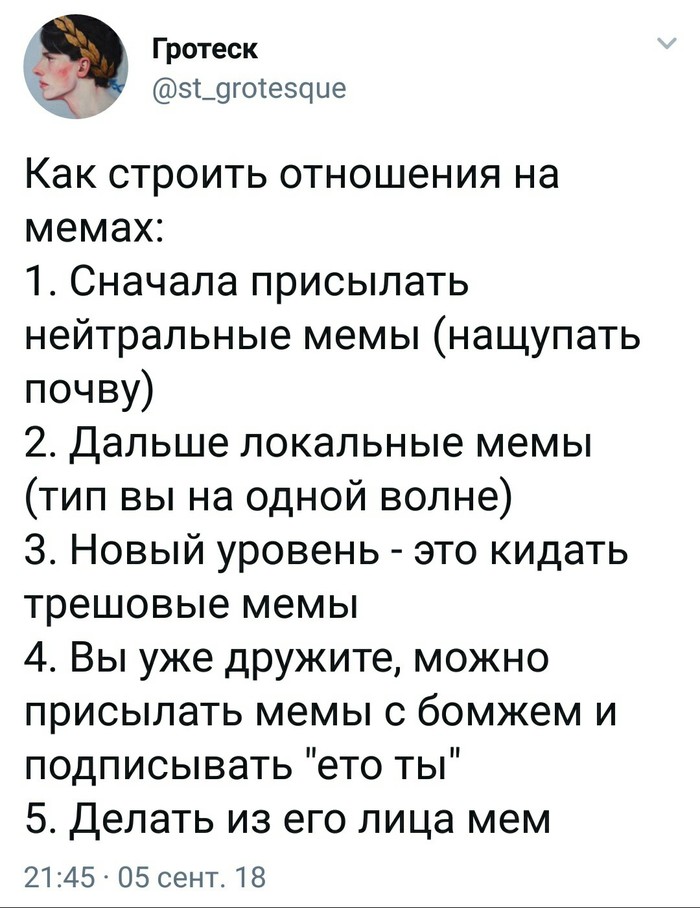 Гротеск
@st_grotesque
Как строить отношения на
мемах:
1. Сначала присылать
нейтральные мемы (нащупать
почву)
2. Дальше локальные мемы
(тип вы на одной волне)
3. Новый уровень - это кидать
трешовые мемы
4. Вы уже дружите, можно
присылать мемы с бомжем и
подписывать "ето ты"
5. Делать из его лица мем
21:45 · 05 сент. 18